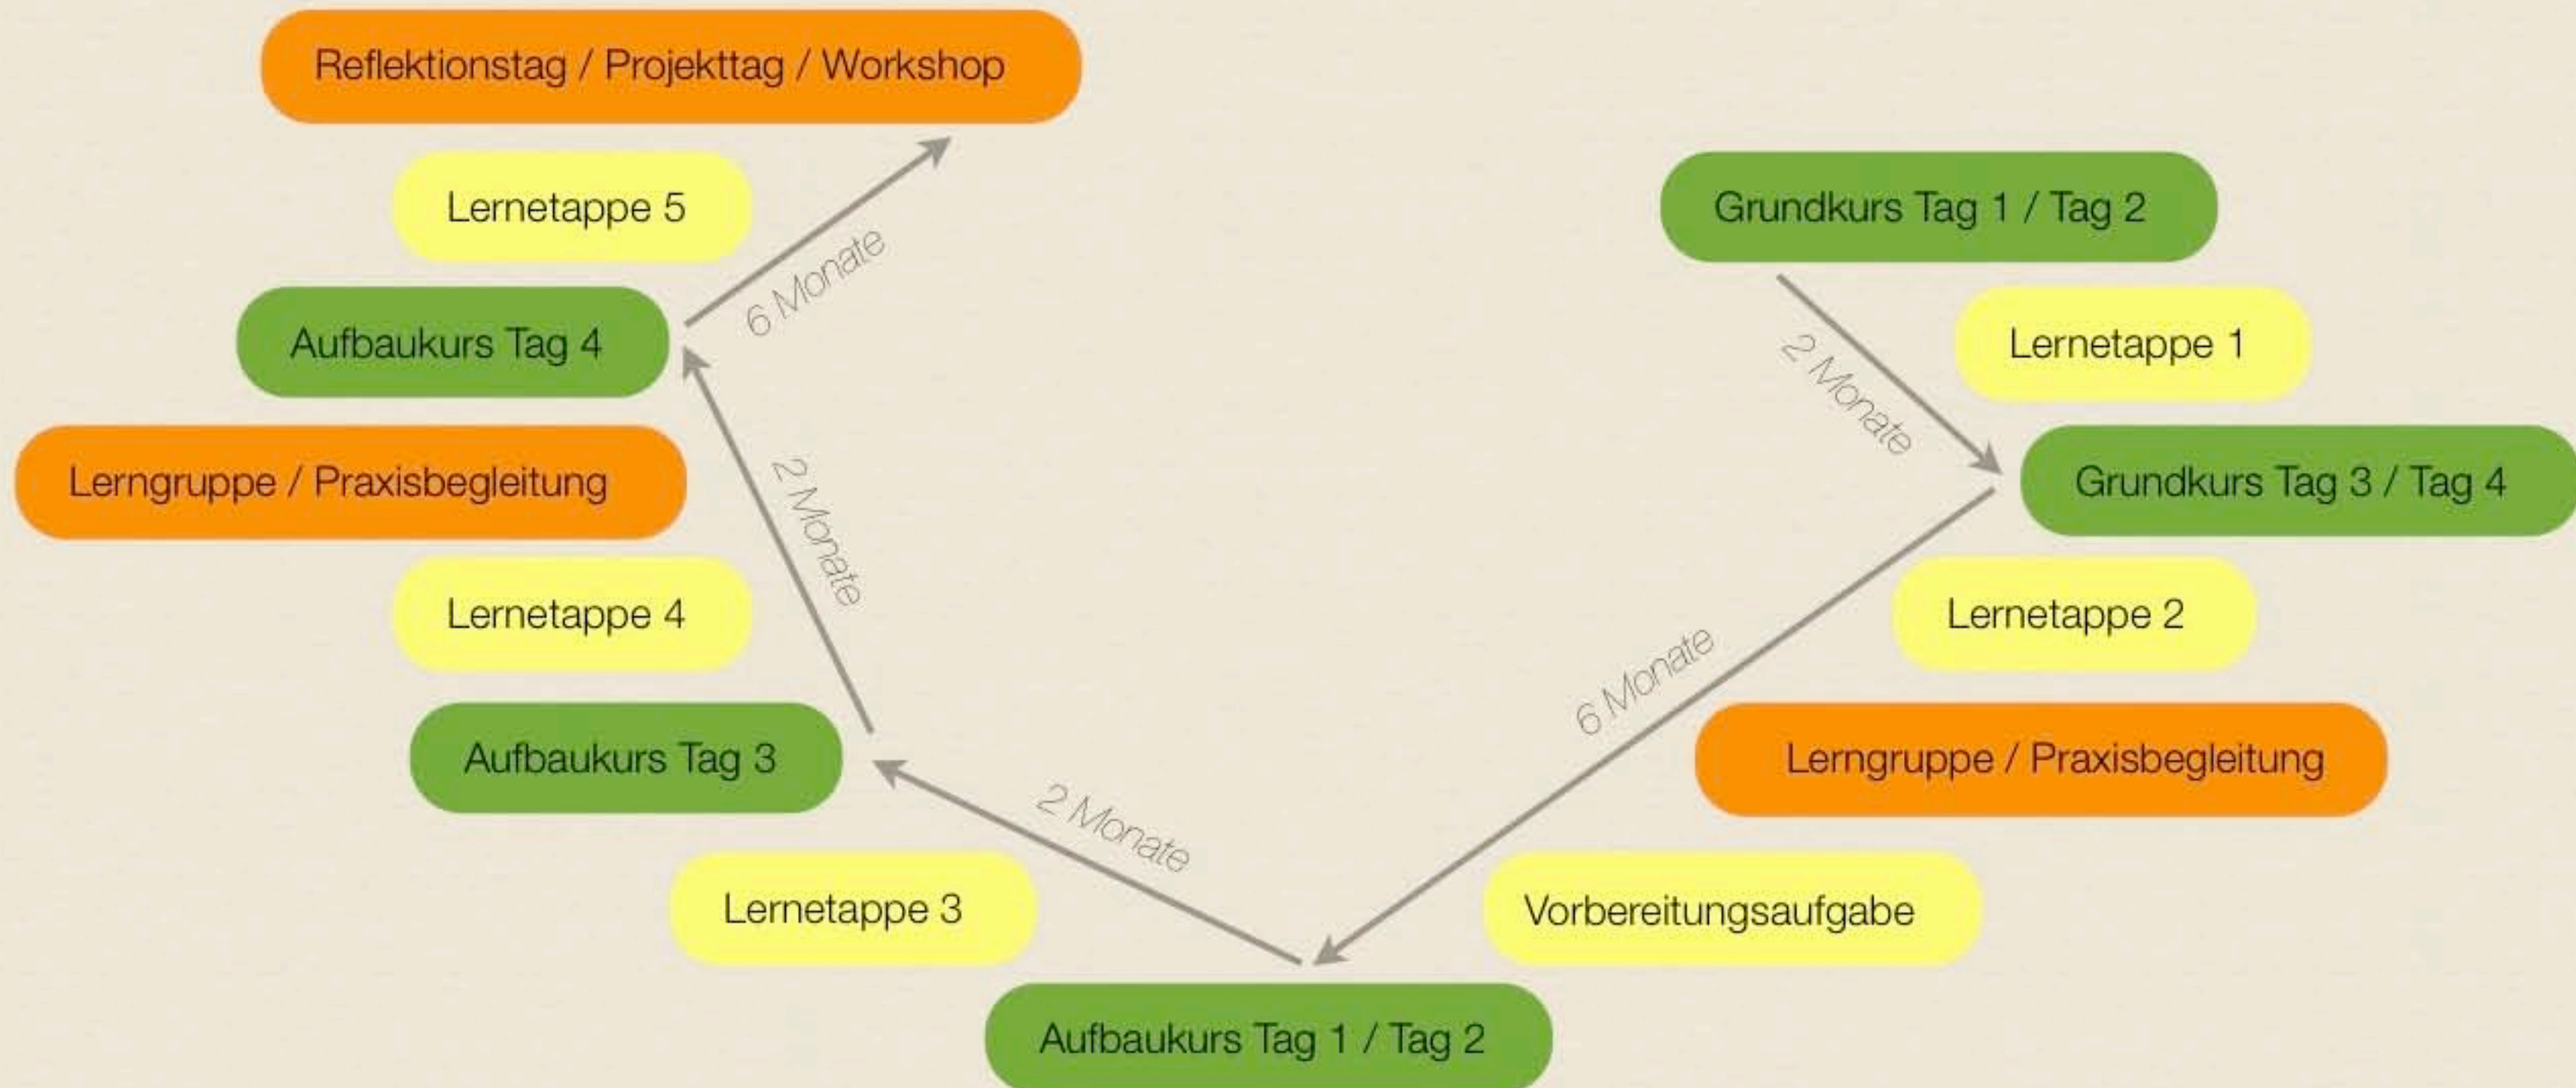 Reflektionstag / Projekttag / Workshop
Lernetappe 5
6 Monate
Aufbaukurs Tag 4
Lerngruppe / Praxisbegleitung
2 Monate
Lernetappe 4
Aufbaukurs Tag 3
2 Monate
Lernetappe 3
Aufbaukurs Tag 1 / Tag 2
Grundkurs Tag 1 / Tag 2
Lernetappe 1
2 Monate
Grundkurs Tag 3 / Tag 4
Lernetappe 2
6 Monate
Lerngruppe / Praxisbegleitung
Vorbereitungsaufgabe